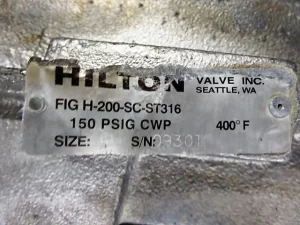 HILTON VALVE INC.
SEATTLE, WA
FIG H-200-SC-ST316
150 PSIG CWP 400°F
SIZE: S/N: